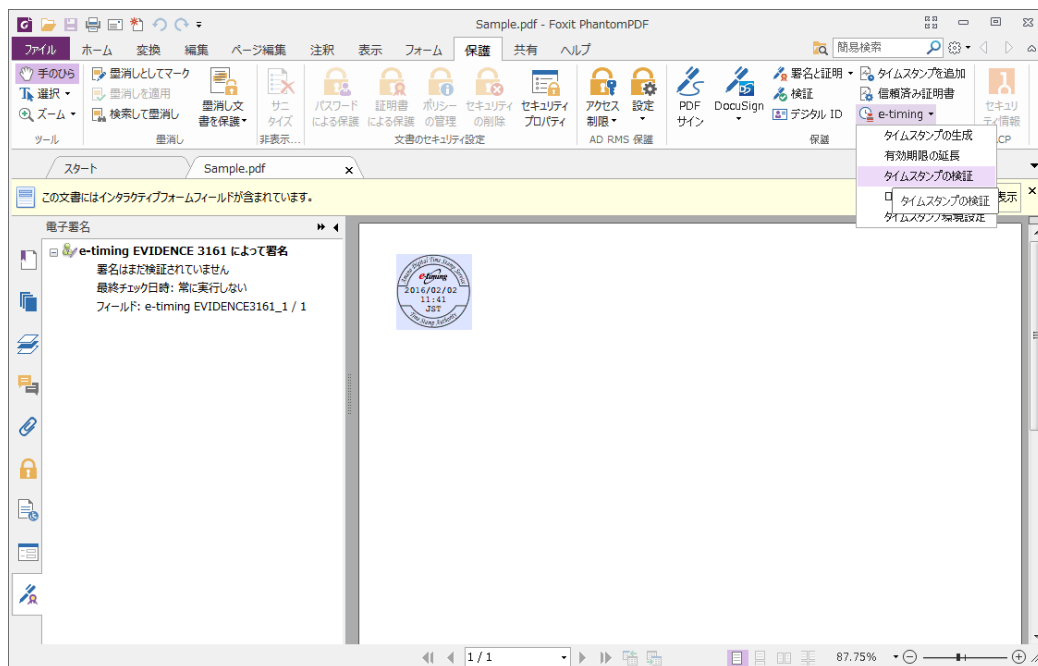 Sample.pdf - Foxit PhantomPDF
ファイル ホーム 変換 編集 ページ編集 注釈 表示 フォーム 保護 共有 ヘルプ 簡易検索
手のひら
選択
ズーム
ツール
墨消しとしてマーク
墨消しを適用
検索して墨消し
墨消し文
書を保護
墨消し
サニ
タイズ
非表示...
パスワード
による保護
証明書
による保護
ポリシー
の管理
セキュリティ
の削除
セキュリティ
プロパティ
文書のセキュリティ設定
アクセス
制限
設定
AD RMS 保護
PDF
サイン
DocuSign
署名と証明
検証
デジタル ID
タイムスタンプを追加
信頼済み証明書
e-timing
保護
セキュリ
ティ情報
CP
タイムスタンプの生成
有効期限の延長
タイムスタンプの検証
ロ
タイムスタンプの検証
タイムスタンプ環境設定
スタート
Sample.pdf
この文書にはインタラクティブフォームフィールドが含まれています。
表示
電子署名
e-timing EVIDENCE 3161 によって署名
署名はまだ検証されていません
最終チェック日時: 常に実行しない
フィールド: e-timing EVIDENCE3161_1 / 1
Amano Digital Time Stamp Service
e-timing
2016/02/02
11:41
JST
Time Stamp Authority
1 / 1
87.75%